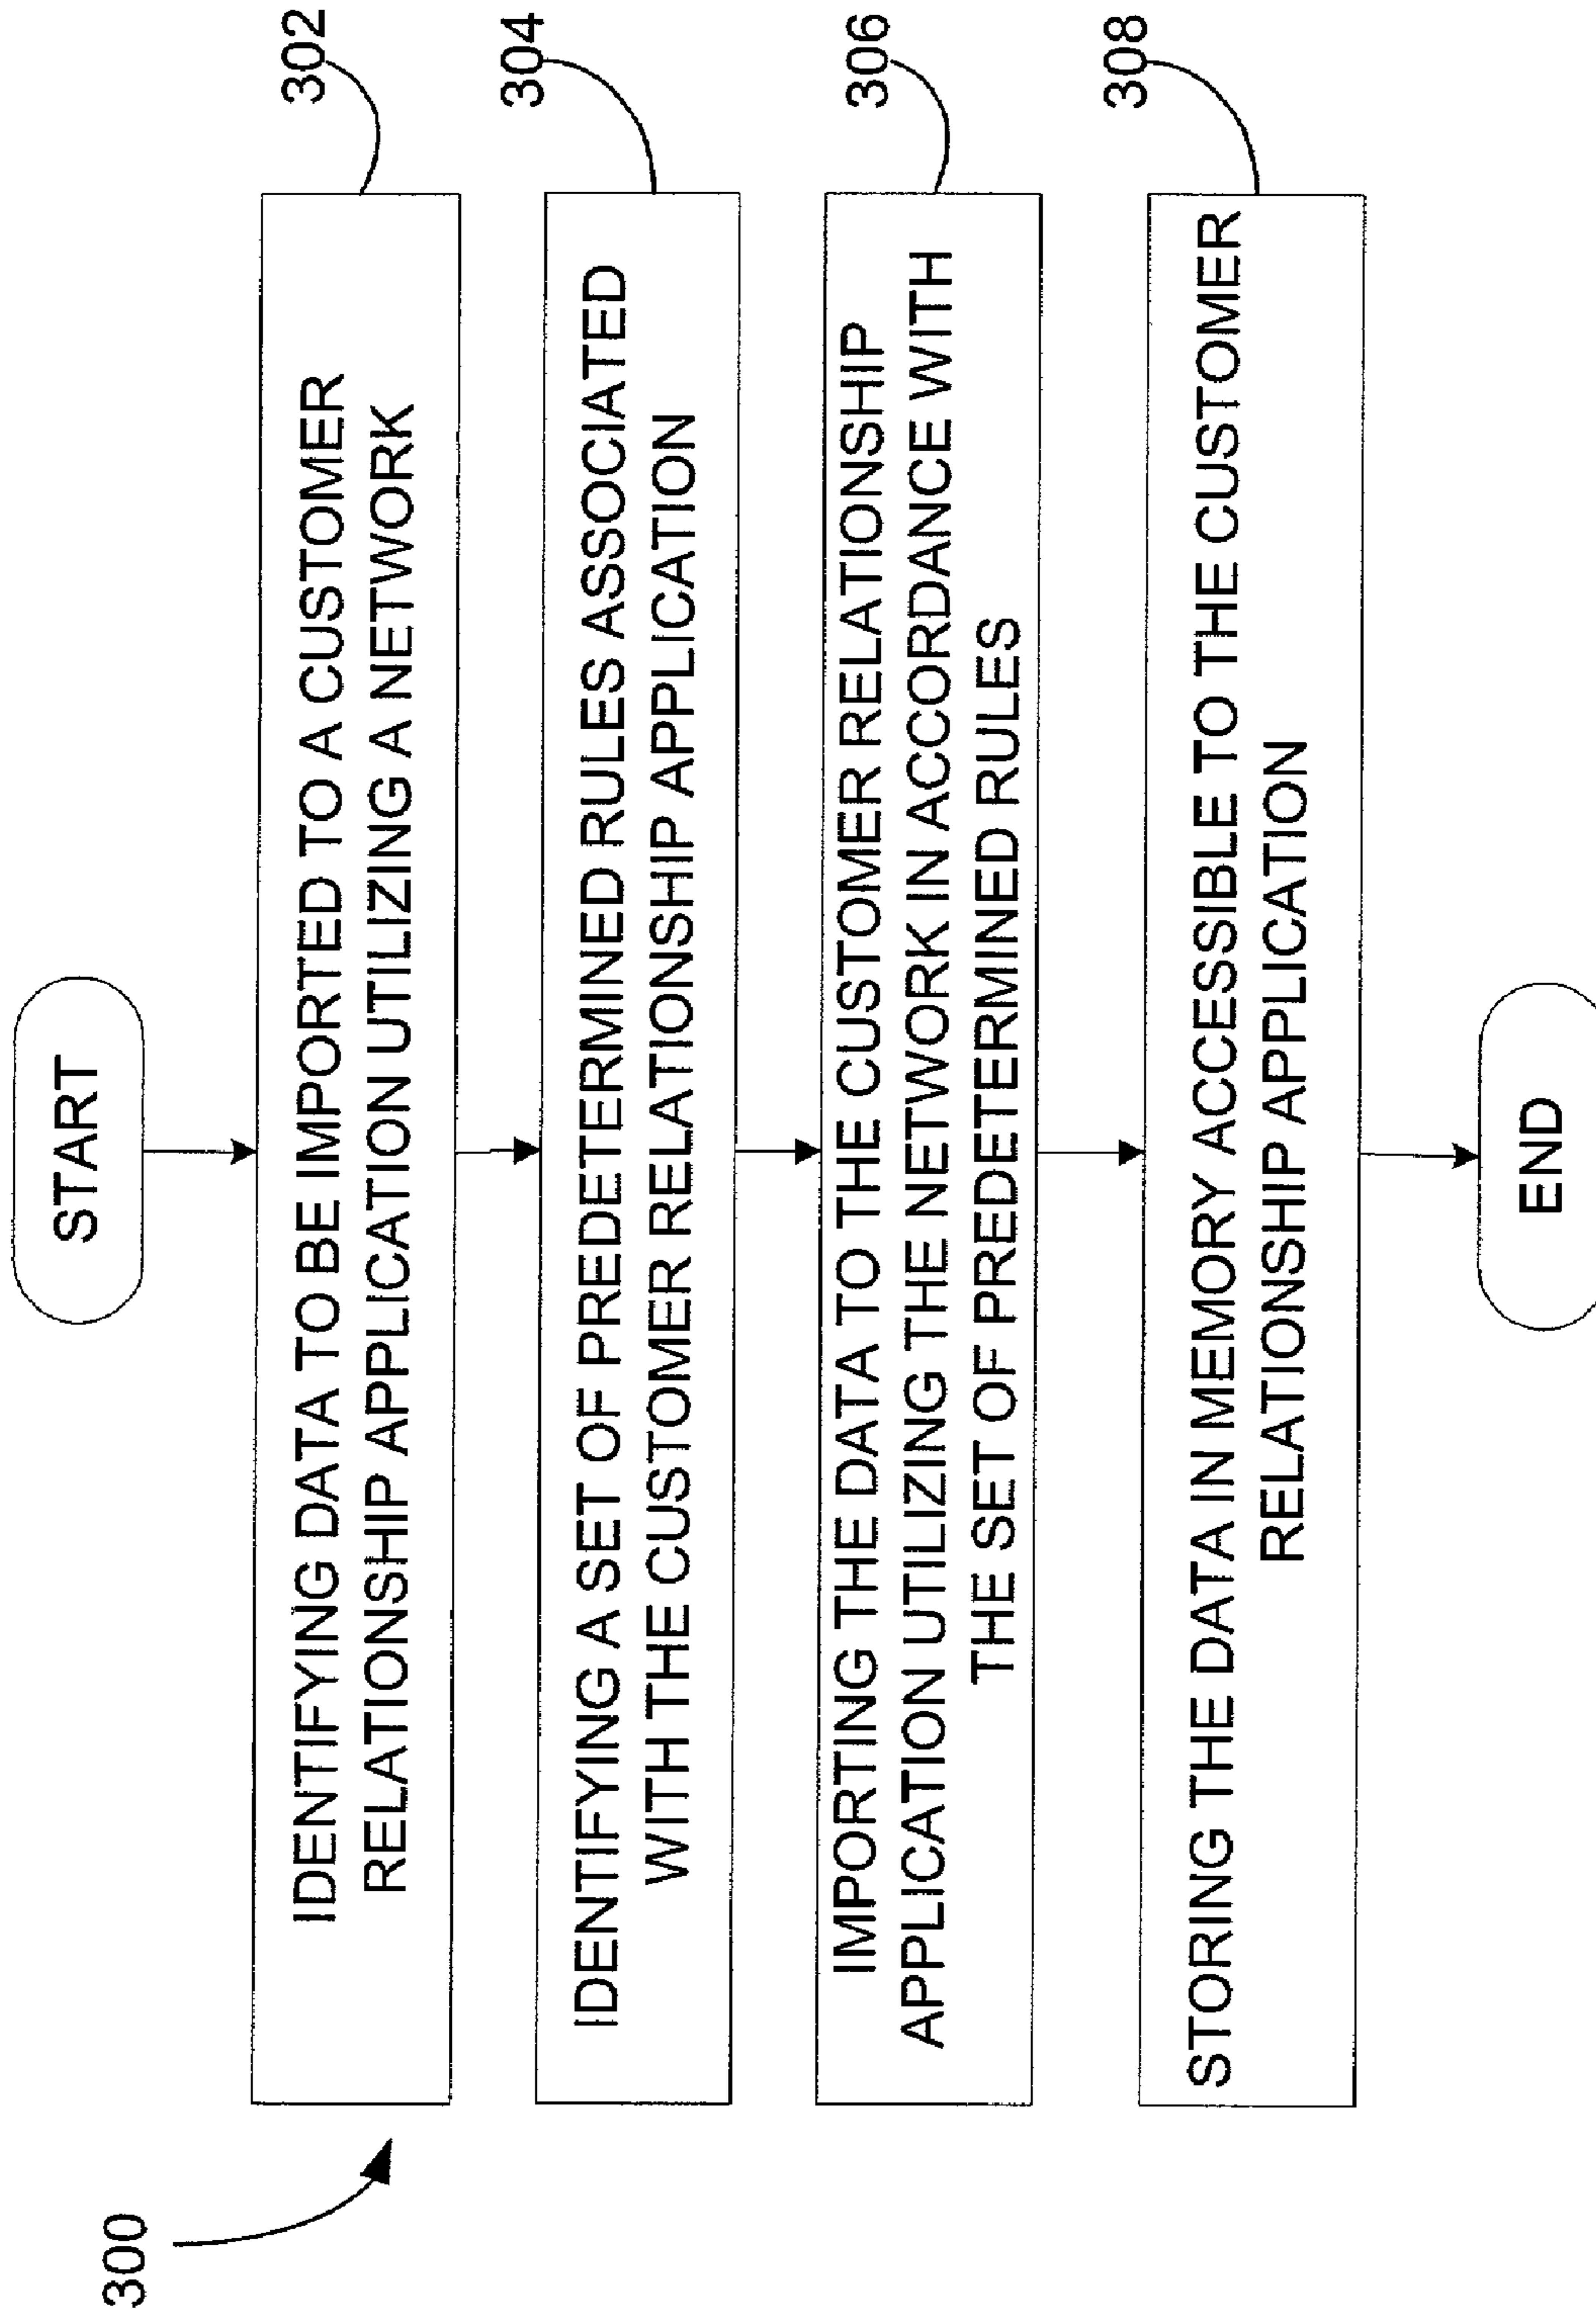 300
START
302
IDENTIFYING DATA TO BE IMPORTED TO A CUSTOMER
RELATIONSHIP APPLICATION UTILIZING A NETWORK
304
IDENTIFYING A SET OF PREDETERMINED RULES ASSOCIATED
WITH THE CUSTOMER RELATIONSHIP APPLICATION
306
IMPORTING THE DATA TO THE CUSTOMER RELATIONSHIP
APPLICATION UTILIZING THE NETWORK IN ACCORDANCE WITH
THE SET OF PREDETERMINED RULES
308
STORING THE DATA IN MEMORY ACCESSIBLE TO THE CUSTOMER
RELATIONSHIP APPLICATION
END